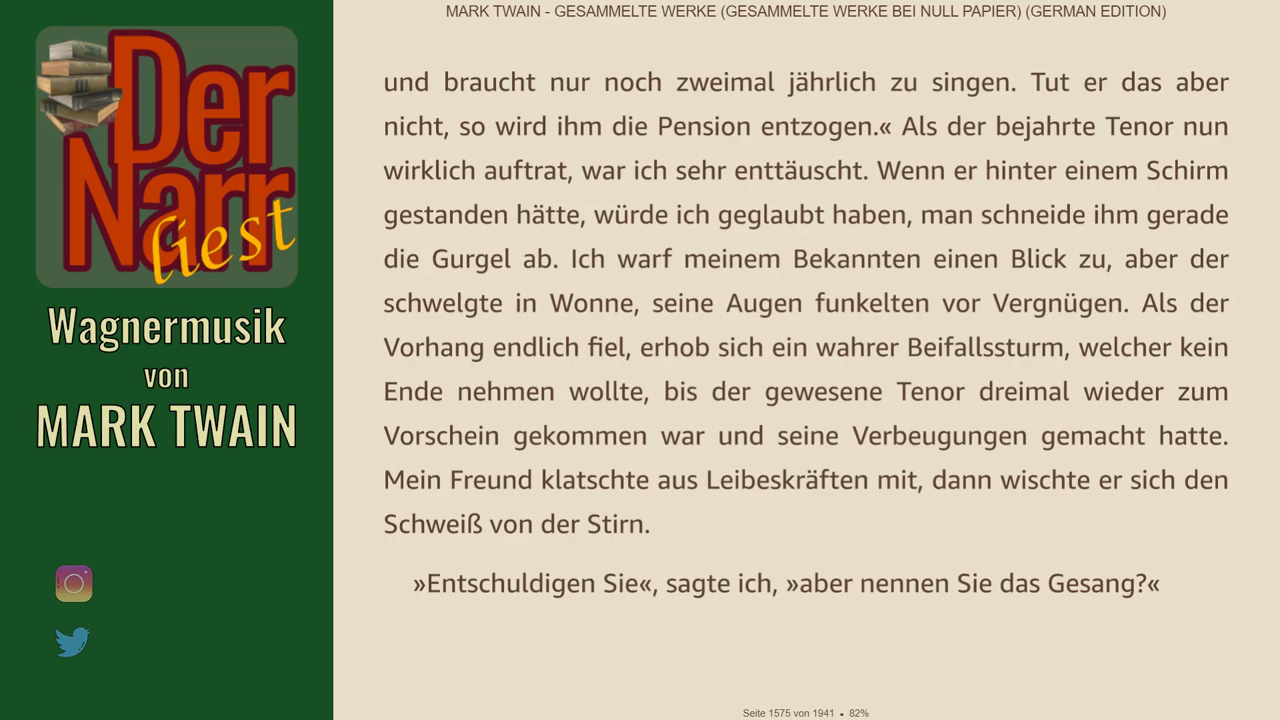 Der
Narr
liest
Wagnermusik
von
MARK TWAIN
MARK TWAIN - GESAMMELTE WERKE (GESAMMELTE WERKE BEI NULL PAPIER) (GERMAN EDITION)
und braucht nur noch zweimal jährlich zu singen. Tut er das aber
nicht, so wird ihm die Pension entzogen.« Als der bejahrte Tenor nun
wirklich auftrat, war ich sehr enttäuscht. Wenn er hinter einem Schirm
gestanden hätte, würde ich geglaubt haben, man schneide ihm gerade
die Gurgel ab. Ich warf meinem Bekannten einen Blick zu, aber der
schwelgte in Wonne, seine Augen funkelten vor Vergnügen. Als der
Vorhang endlich fiel, erhob sich ein wahrer Beifallssturm, welcher kein
Ende nehmen wollte, bis der gewesene Tenor dreimal wieder zum
Vorschein gekommen war und seine Verbeugungen gemacht hatte.
Mein Freund klatschte aus Leibeskräften mit, dann wischte er sich den
Schweiß von der Stirn.
»Entschuldigen Sie«, sagte ich, »aber nennen Sie das Gesang?«
Seite 1575 von 1941 • 82%